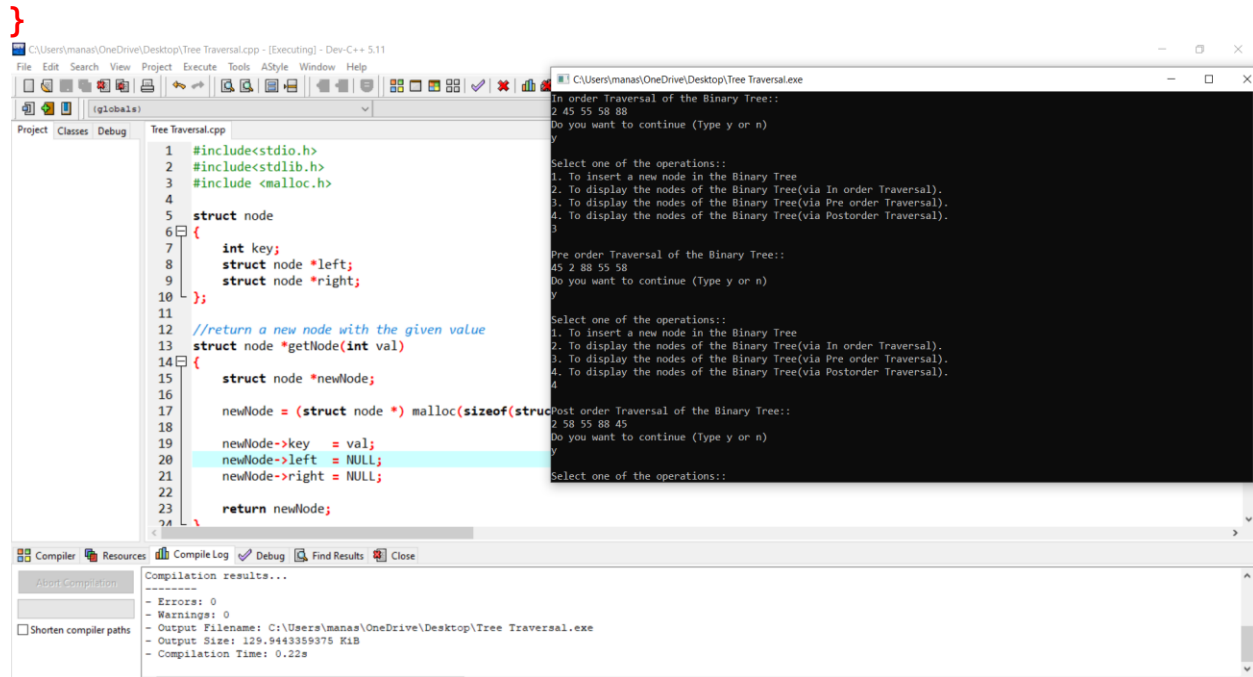 }
C:\Users\manas\OneDrive\Desktop\Tree Traversal.cpp - [Executing] - Dev-C++ 5.11
File Edit Search View Project Execute Tools AStyle Window Help
(globals)
Project Classes Debug
Tree Traversal.cpp
1 #include<stdio.h>
2 #include<stdlib.h>
3 #include <malloc.h>
4
5 struct node
6 {
7 int key;
8 struct node *left;
9 struct node *right;
10 };
11
12 //return a new node with the given value
13 struct node *getNode(int val)
14 {
15 struct node *newNode;
16
17 newNode = (struct node *) malloc(sizeof(struc
18
19 newNode->key = val;
20 newNode->left = NULL;
21 newNode->right = NULL;
22
23 return newNode;
24 }
C:\Users\manas\OneDrive\Desktop\Tree Traversal.exe
In order Traversal of the Binary Tree::
2 45 55 58 88
Do you want to continue (Type y or n)
y
Select one of the operations::
1. To insert a new node in the Binary Tree
2. To display the nodes of the Binary Tree(via In order Traversal).
3. To display the nodes of the Binary Tree(via Pre order Traversal).
4. To display the nodes of the Binary Tree(via Postorder Traversal).
3
Pre order Traversal of the Binary Tree::
45 2 88 55 58
Do you want to continue (Type y or n)
y
Select one of the operations::
1. To insert a new node in the Binary Tree
2. To display the nodes of the Binary Tree(via In order Traversal).
3. To display the nodes of the Binary Tree(via Pre order Traversal).
4. To display the nodes of the Binary Tree(via Postorder Traversal).
4
Post order Traversal of the Binary Tree::
2 58 55 88 45
Do you want to continue (Type y or n)
y
Select one of the operations::
Compiler Resources Compile Log Debug Find Results Close
Abort Compilation
Shorten compiler paths
Compilation results...
--------
- Errors: 0
- Warnings: 0
- Output Filename: C:\Users\manas\OneDrive\Desktop\Tree Traversal.exe
- Output Size: 129.9443359375 KiB
- Compilation Time: 0.22s